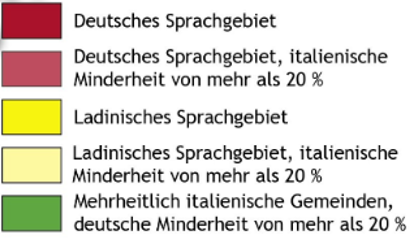 Deutsches Sprachgebiet
Deutsches Sprachgebiet, italienische
Minderheit von mehr als 20 %
Ladinisches Sprachgebiet
Ladinisches Sprachgebiet, italienische
Minderheit von mehr als 20 %
Mehrheitlich italienische Gemeinden,
deutsche Minderheit von mehr als 20 %